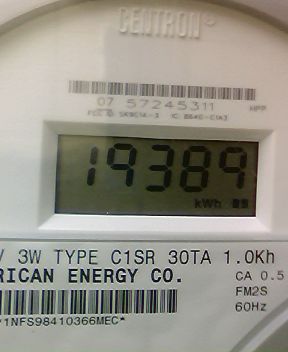 CENTRON®
07 57245311
19389
kWh
V 3W TYPE C1SR 30TA 1.0Kh
RICAN ENERGY CO.
CA 0.5
FM2S
60Hz
*1NFS98410366MEC*